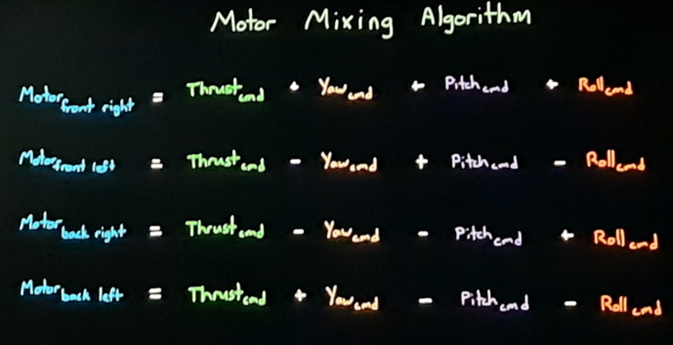 Motor Mixing Algorithm
Motor front right = Thrust cmd + Yaw cmd + Pitch cmd + Roll cmd
Motor front left = Thrust cmd - Yaw cmd + Pitch cmd - Roll cmd
Motor back right = Thrust cmd - Yaw cmd - Pitch cmd + Roll cmd
Motor back left = Thrust cmd + Yaw cmd - Pitch cmd - Roll cmd